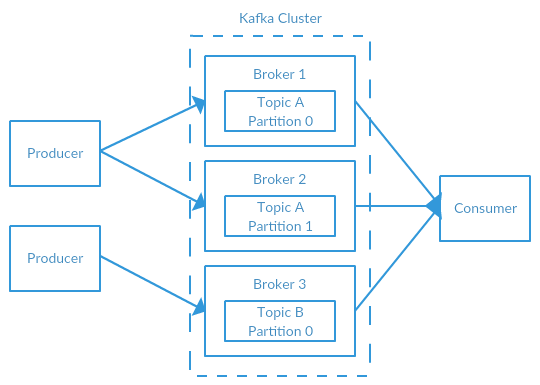 Kafka Cluster
Broker 1
Topic A
Partition 0
Producer
Broker 2
Topic A
Partition 1
Consumer
Producer
Broker 3
Topic B
Partition 0